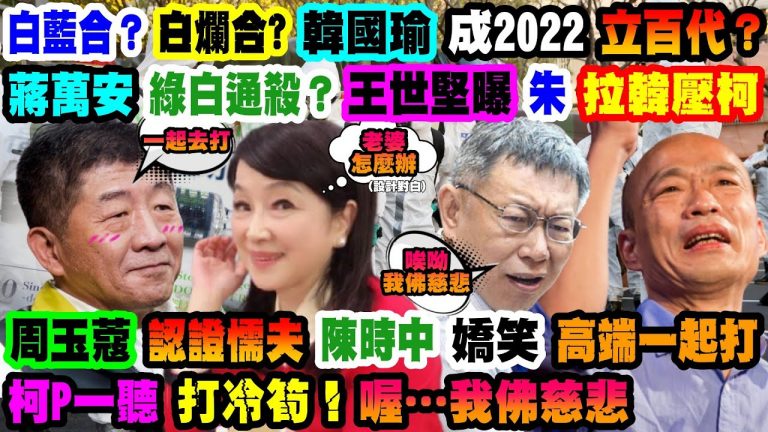 白藍合? 白爛合? 韓國瑜 成2022 立百代?
蔣萬安 綠白通殺? 王世堅曝 朱 拉韓壓柯
一起去打
老婆
怎麼辦
(設計對白)
唉呦
我佛慈悲
周玉蔻 認證懦夫 陳時中 嬌笑 高端一起打
柯P一聽 打冷筍！喔…我佛慈悲